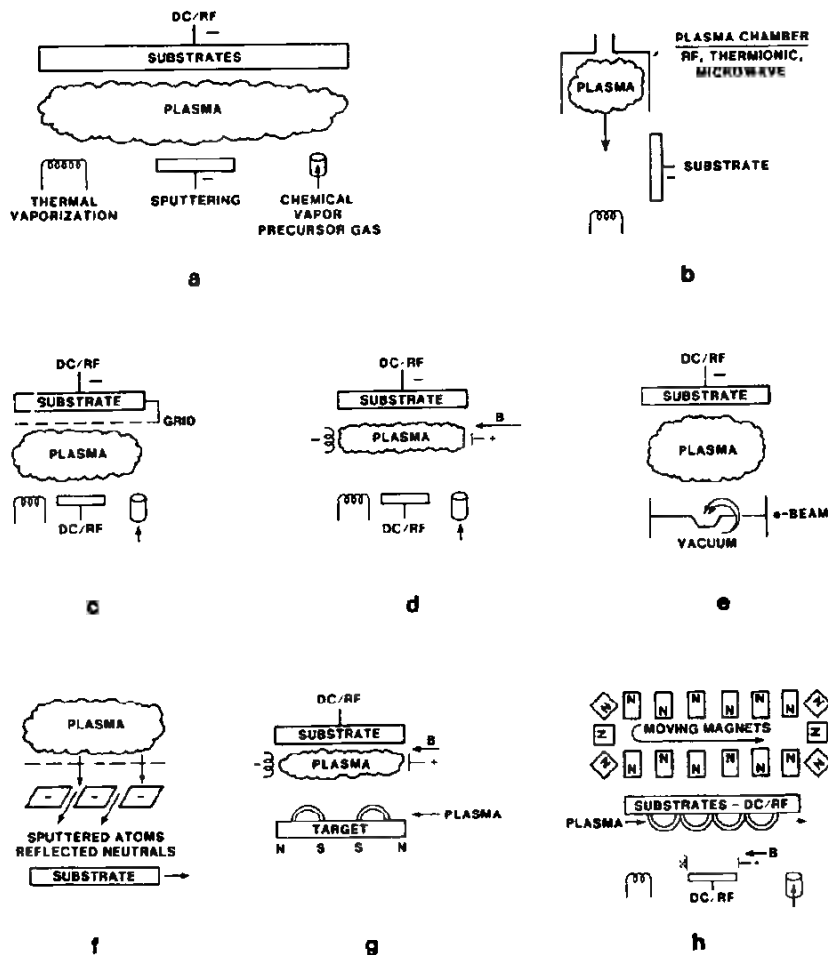 DC/RF
−
SUBSTRATES
PLASMA
THERMAL
VAPORIZATION
−
SPUTTERING
CHEMICAL
VAPOR
PRECURSOR GAS
a
PLASMA CHAMBER
RF, THERMIONIC,
MICROWAVE
PLASMA
SUBSTRATE
−
b
DC/RF
−
SUBSTRATE
GRID
PLASMA
DC/RF
c
DC/RF
−
SUBSTRATE
B
−
PLASMA
+
DC/RF
d
DC/RF
−
SUBSTRATE
PLASMA
e-BEAM
VACUUM
e
PLASMA
− − −
SPUTTERED ATOMS
REFLECTED NEUTRALS
SUBSTRATE
f
DC/RF
SUBSTRATE
B
−
PLASMA
+
PLASMA
TARGET
N S S N
g
N N N N N N N N
N MOVING MAGNETS N
N N N N N N N N
SUBSTRATES - DC/RF
PLASMA
B
+
DC/RF
h